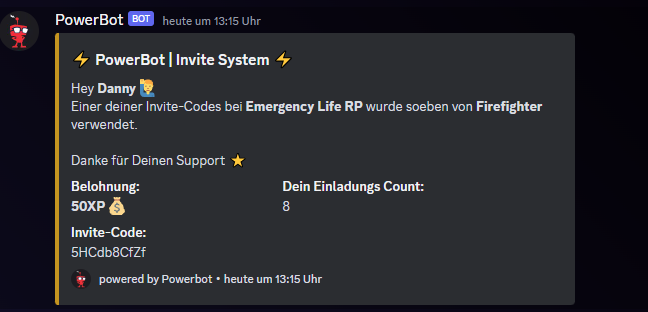 PowerBot BOT heute um 13:15 Uhr
⚡ PowerBot | Invite System ⚡
Hey Danny 🙋‍♂️
Einer deiner Invite-Codes bei Emergency Life RP wurde soeben von Firefighter
verwendet.
Danke für Deinen Support ⭐
Belohnung: Dein Einladungs Count:
50XP 💰 8
Invite-Code:
5HCdb8CfZf
powered by Powerbot • heute um 13:15 Uhr